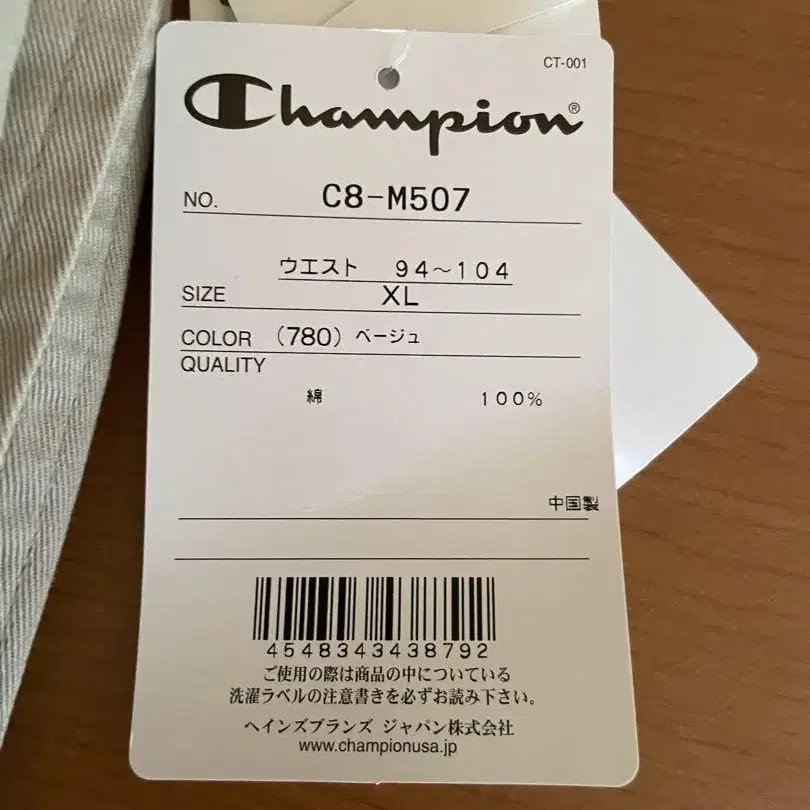 CT-001
Champion®
NO. C8-M507
ウエスト 94〜104
SIZE XL
COLOR (780) ベージュ
QUALITY
綿 100%
中国製
4548343438792
ご使用の際は商品の中についている
洗濯ラベルの注意書きを必ずお読み下さい。
ヘインズブランズ ジャパン株式会社
www.championusa.jp